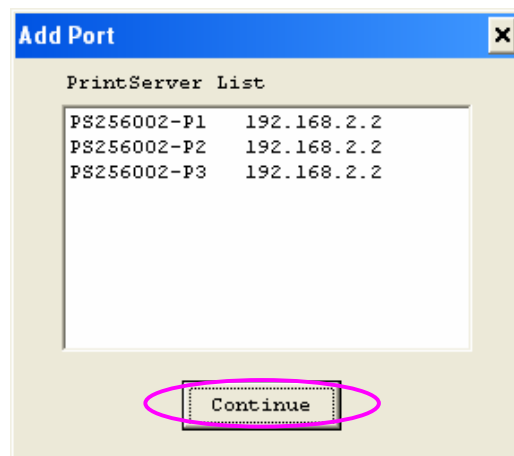 Add Port
PrintServer List
PS256002-P1 192.168.2.2
PS256002-P2 192.168.2.2
PS256002-P3 192.168.2.2
Continue